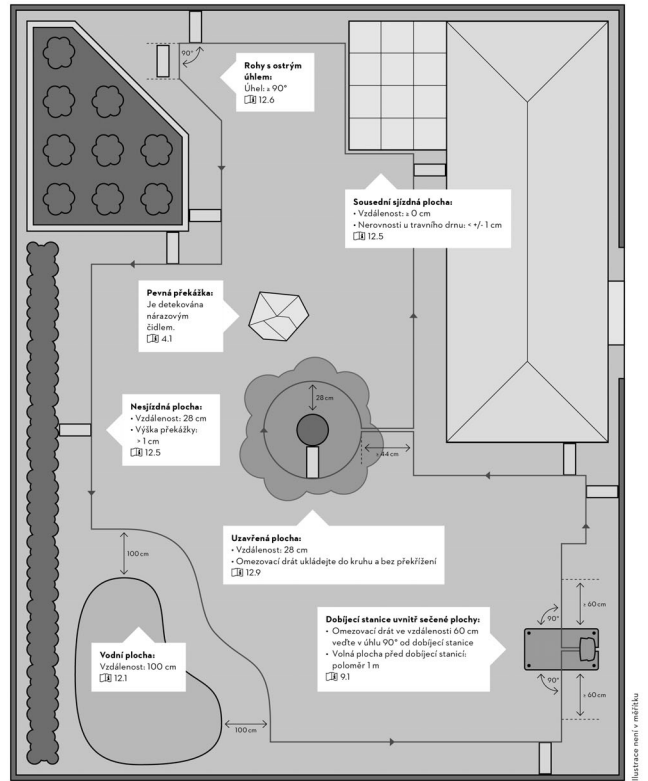 90°
Rohy s ostrým
úhlem:
Úhel: ≥ 90°
12.6
Sousední sjízdná plocha:
• Vzdálenost: ≥ 0 cm
• Nerovnosti u travního drnu: < +/- 1 cm
12.5
Pevná překážka:
Je detekována
nárazovým
čidlem.
4.1
28 cm
Nesjízdná plocha:
• Vzdálenost: 28 cm
• Výška překážky:
> 1 cm
12.5
≥ 44 cm
Uzavřená plocha:
• Vzdálenost: 28 cm
• Omezovací drát ukládejte do kruhu a bez překřížení
12.9
100 cm
Dobíjecí stanice uvnitř sečené plochy:
• Omezovací drát ve vzdálenosti 60 cm
veďte v úhlu 90° od dobíjecí stanice
• Volná plocha před dobíjecí stanicí:
poloměr 1 m
9.1
90°
≥ 60 cm
90°
≥ 60 cm
Vodní plocha:
Vzdálenost: 100 cm
12.1
100 cm
Ilustrace není v měřítku